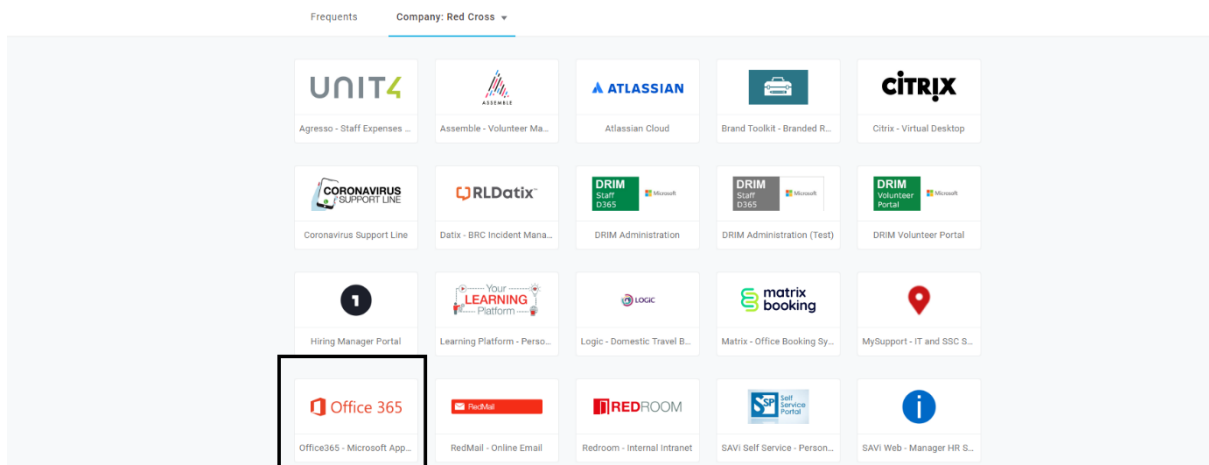 Frequents
Company: Red Cross
UNIT4
ASSEMBLE
ATLASSIAN
CITRIX
Agresso - Staff Expenses ...
Assemble - Volunteer Ma...
Atlassian Cloud
Brand Toolkit - Branded R...
Citrix - Virtual Desktop
CORONAVIRUS
SUPPORT LINE
RLDatix
DRIM
Staff
D365
Microsoft
DRIM
Staff
D365
Microsoft
DRIM
Volunteer
Portal
Microsoft
Coronavirus Support Line
Datix - BRC Incident Mana...
DRIM Administration
DRIM Administration (Test)
DRIM Volunteer Portal
1
Your
LEARNING
Platform
LOGIC
matrix
booking
Hiring Manager Portal
Learning Platform - Perso...
Logic - Domestic Travel B...
Matrix - Office Booking Sy...
MySupport - IT and SSC S...
Office 365
RedMail
REDROOM
SSP
Self
Service
Portal
i
Office365 - Microsoft App...
RedMail - Online Email
Redroom - Internal Intranet
SAVi Self Service - Person...
SAVi Web - Manager HR S...